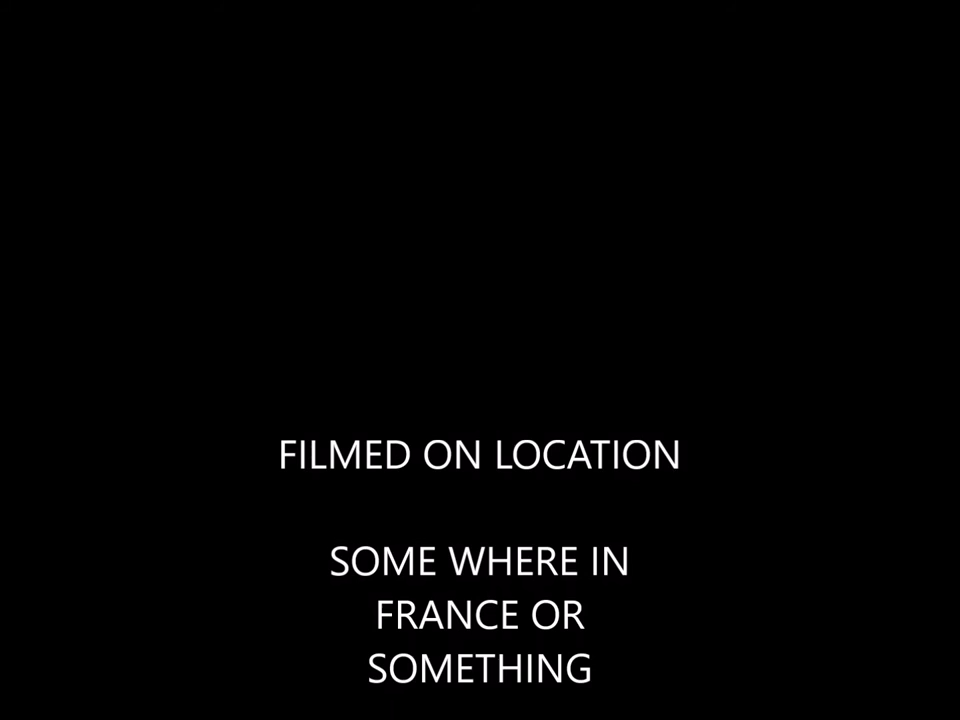 FILMED ON LOCATION
SOME WHERE IN
FRANCE OR
SOMETHING